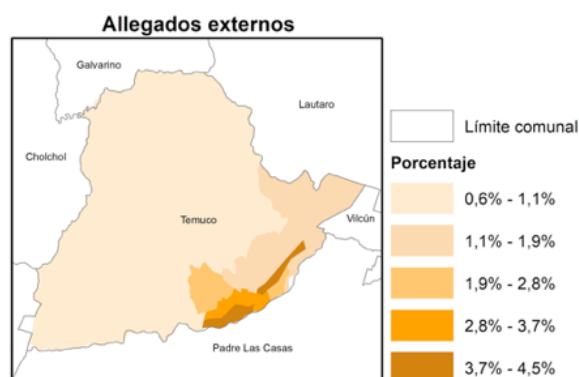 Allegados externos
Galvarino
Lautaro
Cholchol
Temuco
Vilcún
Padre Las Casas
Límite comunal
Porcentaje
0,6% - 1,1%
1,1% - 1,9%
1,9% - 2,8%
2,8% - 3,7%
3,7% - 4,5%